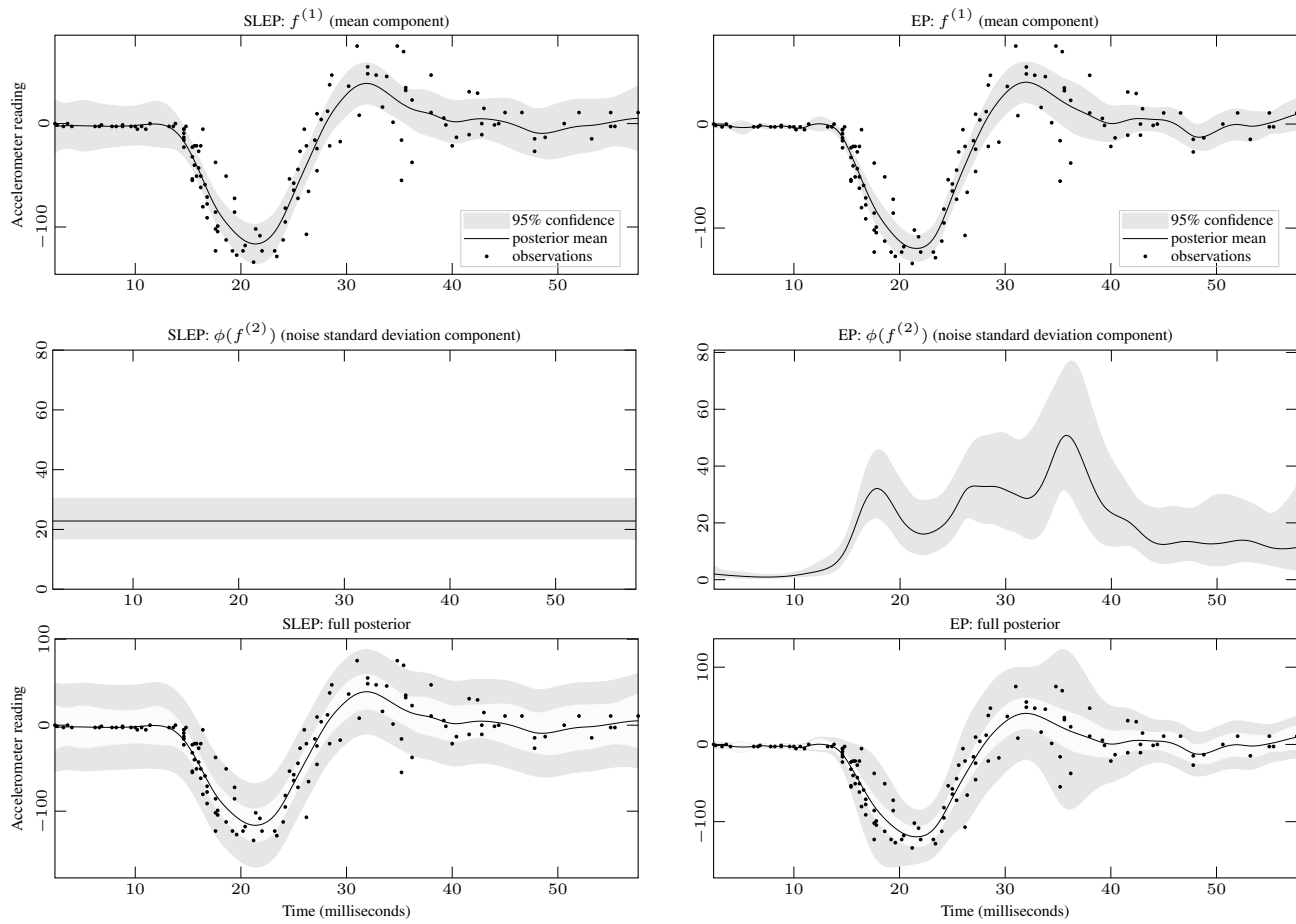 SLEP: f^(1) (mean component)
EP: f^(1) (mean component)
Accelerometer reading
0
−100
10 20 30 40 50
95% confidence
posterior mean
observations
0
−100
10 20 30 40 50
95% confidence
posterior mean
observations
SLEP: ϕ(f^(2)) (noise standard deviation component)
EP: ϕ(f^(2)) (noise standard deviation component)
80
60
40
20
0
10 20 30 40 50
80
60
40
20
0
10 20 30 40 50
SLEP: full posterior
EP: full posterior
Accelerometer reading
100
0
−100
10 20 30 40 50
Time (milliseconds)
100
0
−100
10 20 30 40 50
Time (milliseconds)